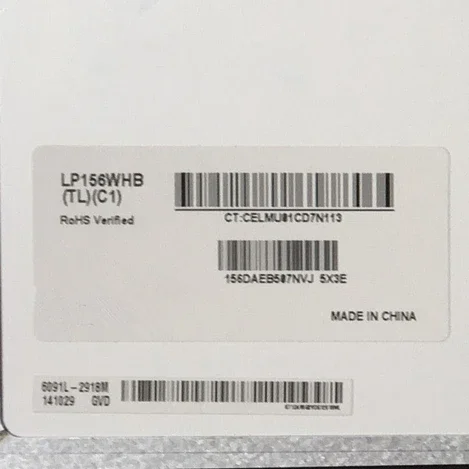 LP156WHB
(TL)(C1)
RoHS Verified
CT:CELMU01CD7N113
156DAEB507NVJ 5X3E
MADE IN CHINA
6091L-2918M
141029 GVD